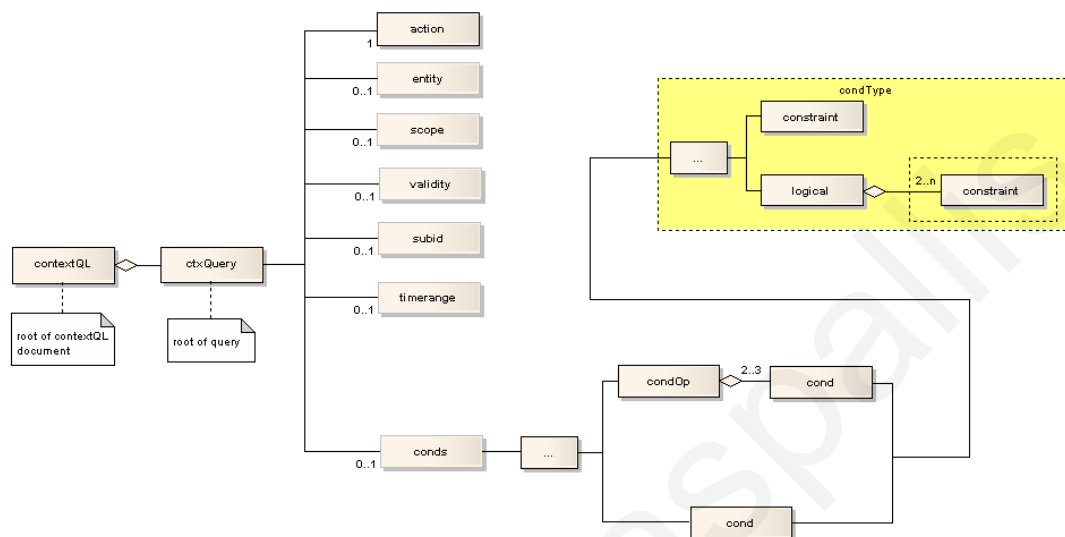 action
1
entity
0..1
scope
0..1
validity
0..1
subid
0..1
timerange
0..1
contextQL
ctxQuery
root of contextQL
document
root of query
condType
constraint
...
logical
2..n
constraint
condOp
2..3
cond
conds
0..1
...
cond